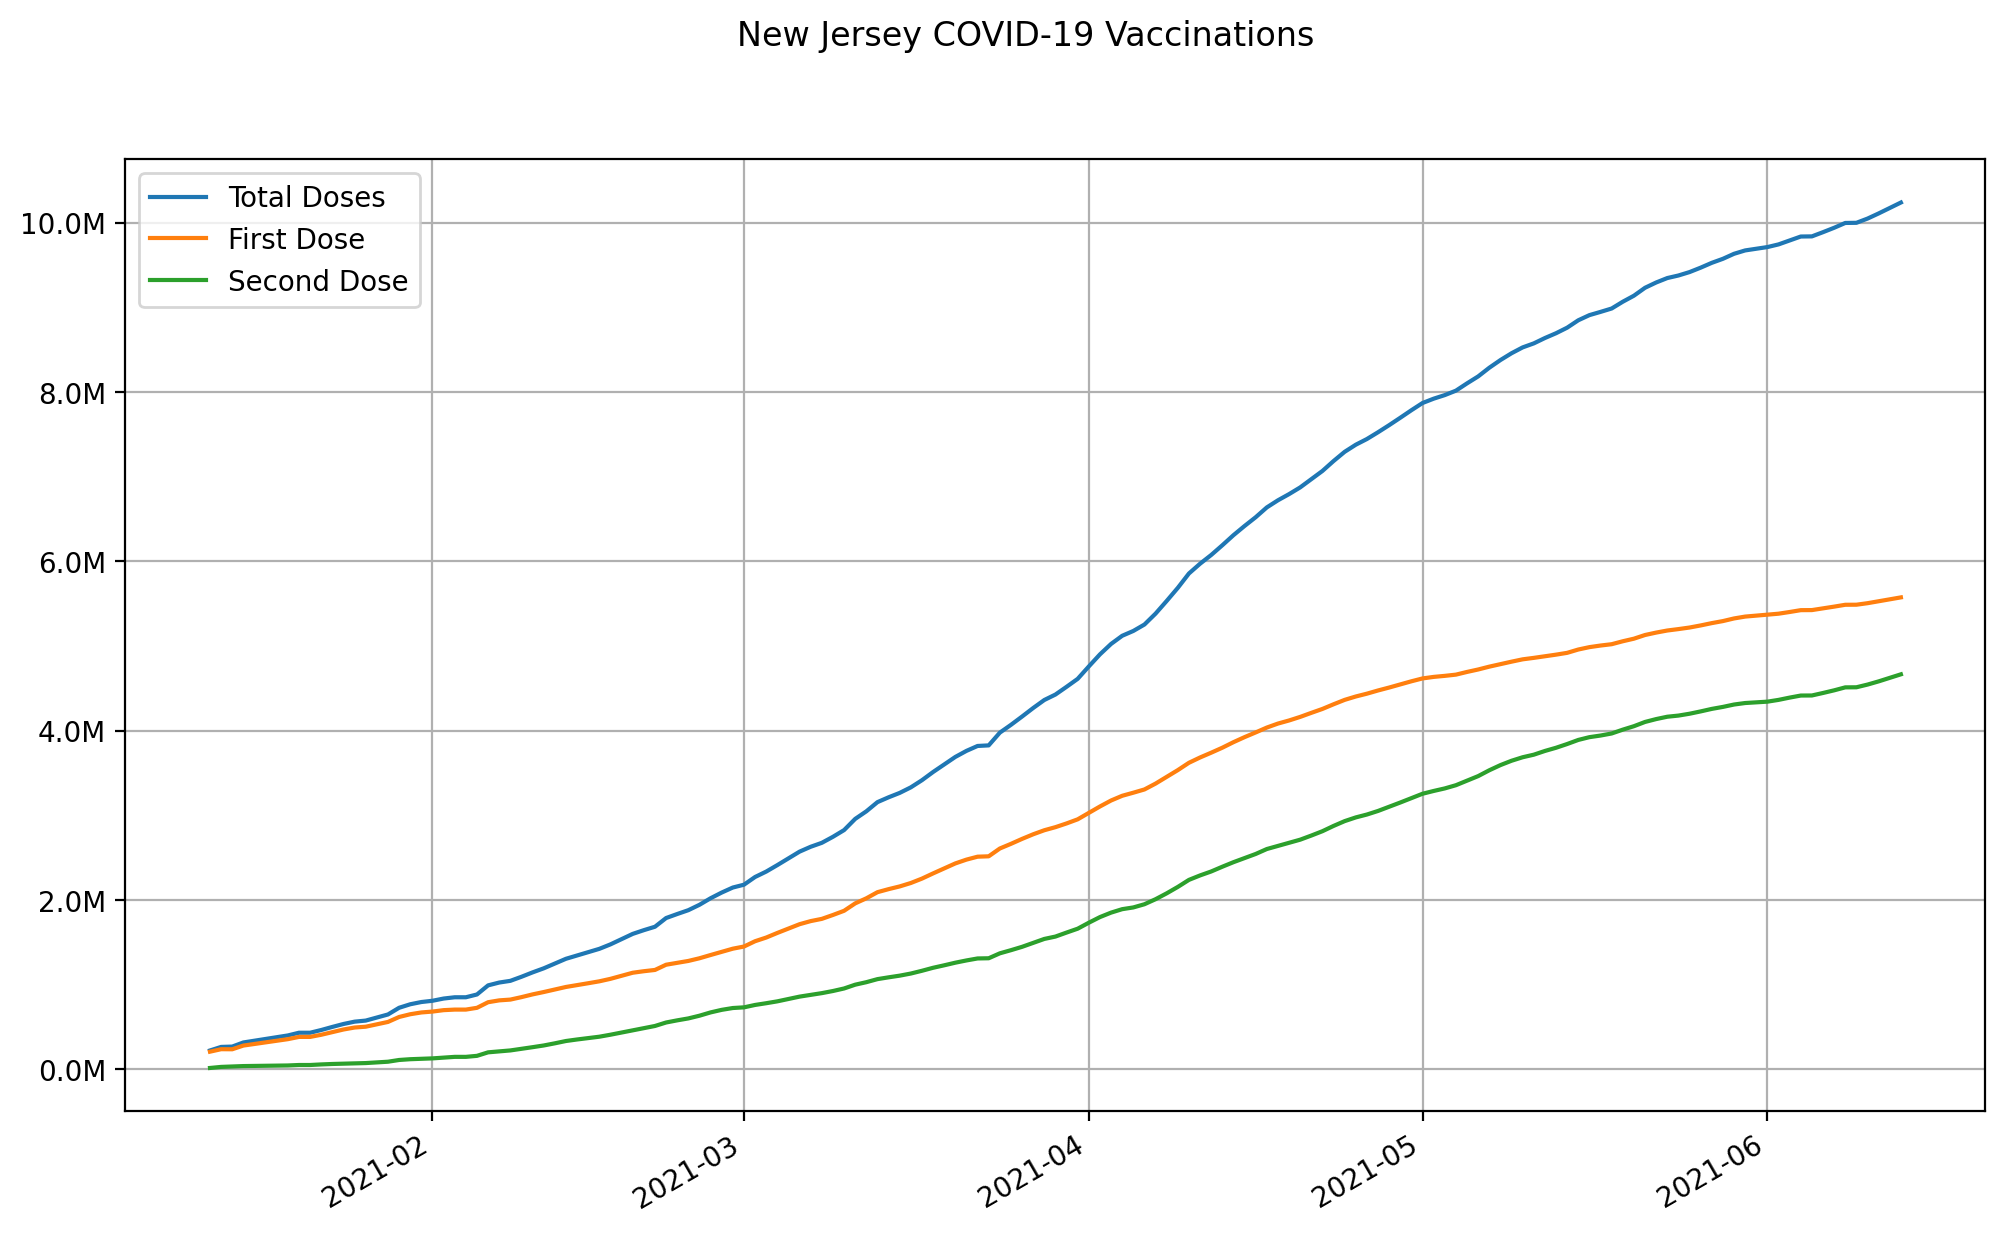 New Jersey COVID-19 Vaccinations
Total Doses
First Dose
Second Dose
10.0M
8.0M
6.0M
4.0M
2.0M
0.0M
2021-02
2021-03
2021-04
2021-05
2021-06